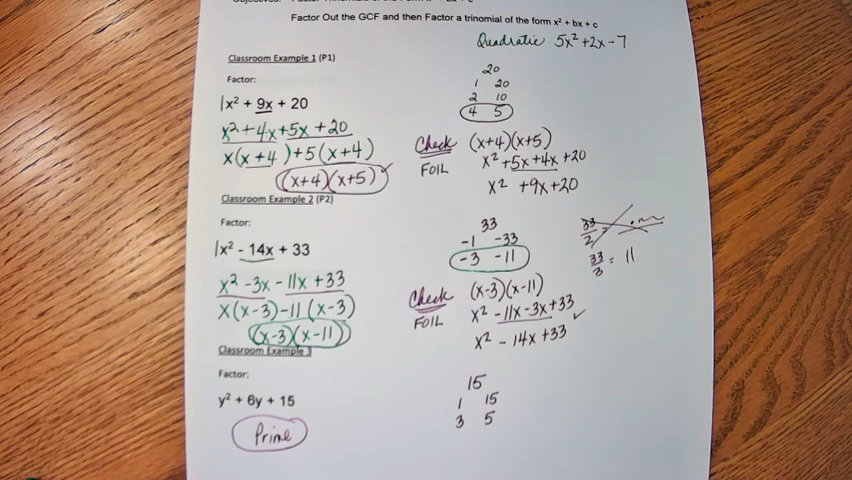 Factor Out the GCF and then Factor a trinomial of the form x² + bx + c
Quadratic 5x² + 2x - 7
Classroom Example 1 (P1)
Factor:
1x² + 9x + 20
x² + 4x + 5x + 20
x(x+4) + 5(x+4)
(x+4)(x+5) ✓
20
1 20
2 10
4 5
Check (x+4)(x+5)
FOIL x² + 5x + 4x + 20
x² + 9x + 20
Classroom Example 2 (P2)
Factor:
1x² - 14x + 33
x² - 3x - 11x + 33
x(x-3) - 11(x-3)
(x-3)(x-11)
33
-1 -33
-3 -11
33/2 =
33/3 = 11
Check (x-3)(x-11)
FOIL x² - 11x - 3x + 33 ✓
x² - 14x + 33
Classroom Example 3
Factor:
y² + 6y + 15
Prime
15
1 15
3 5